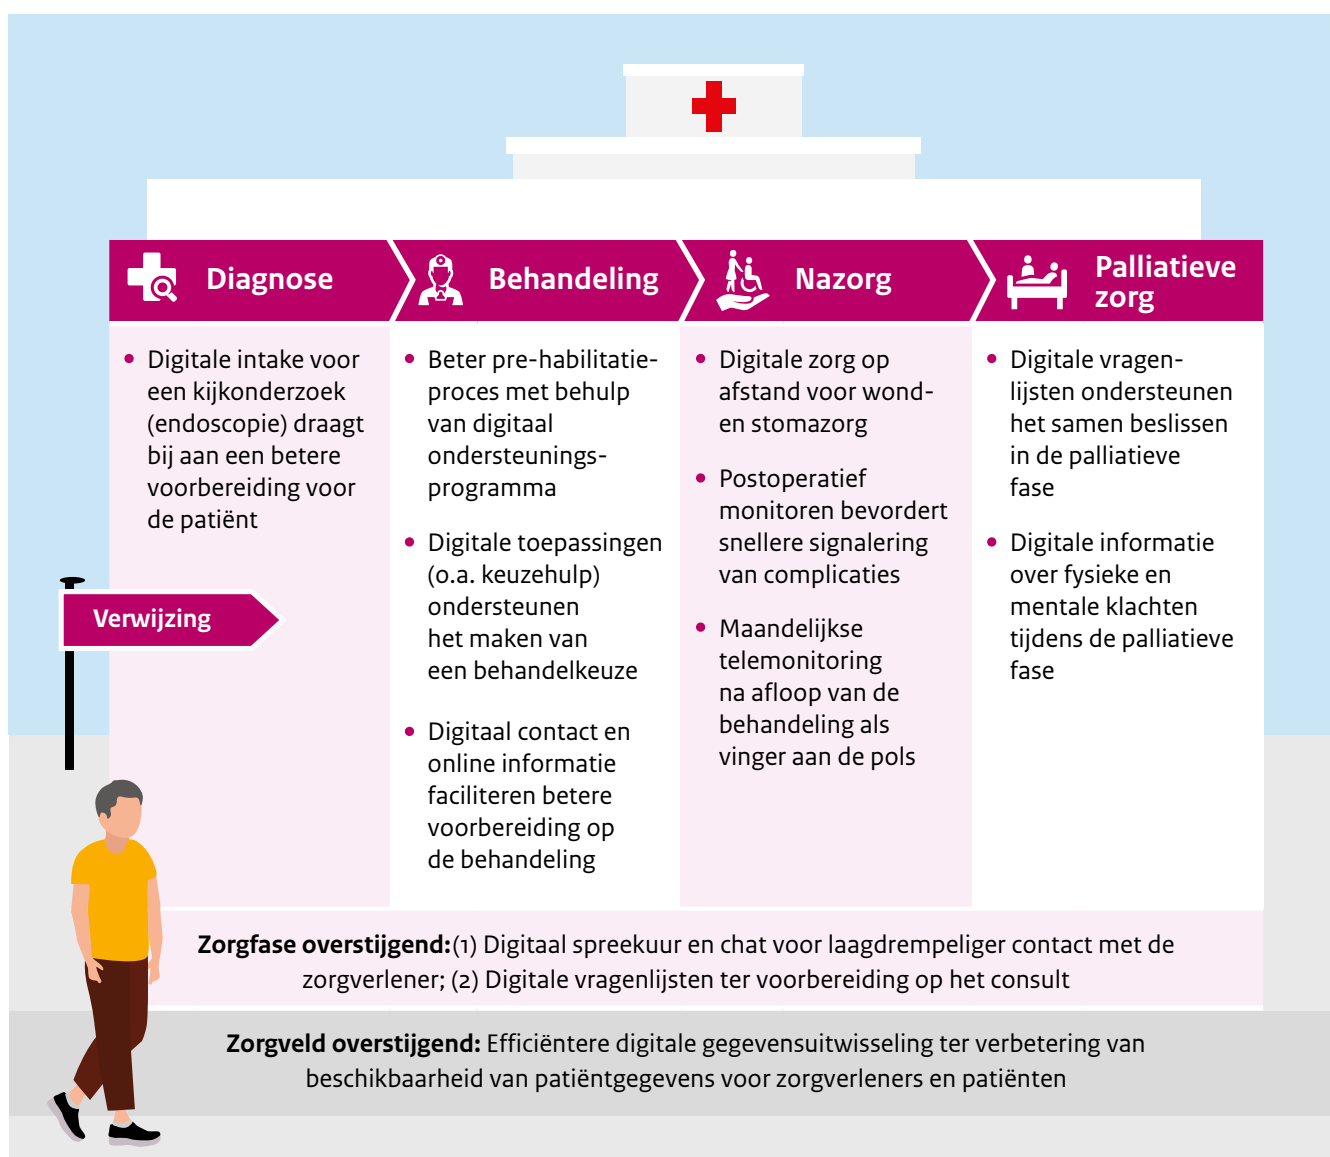 Diagnose
Behandeling
Nazorg
Palliatieve
zorg
• Digitale intake voor
een kijkonderzoek
(endoscopie) draagt
bij aan een betere
voorbereiding voor
de patiënt
Verwijzing
• Beter pre-habilitatie-
proces met behulp
van digitaal
ondersteunings-
programma
• Digitale toepassingen
(o.a. keuzehulp)
ondersteunen
het maken van
een behandelkeuze
• Digitaal contact en
online informatie
faciliteren betere
voorbereiding op
de behandeling
• Digitale zorg op
afstand voor wond-
en stomazorg
• Postoperatief
monitoren bevordert
snellere signalering
van complicaties
• Maandelijkse
telemonitoring
na afloop van de
behandeling als
vinger aan de pols
• Digitale vragen-
lijsten ondersteunen
het samen beslissen
in de palliatieve
fase
• Digitale informatie
over fysieke en
mentale klachten
tijdens de palliatieve
fase
Zorgfase overstijgend:(1) Digitaal spreekuur en chat voor laagdrempeliger contact met de
zorgverlener; (2) Digitale vragenlijsten ter voorbereiding op het consult
Zorgveld overstijgend: Efficiëntere digitale gegevensuitwisseling ter verbetering van
beschikbaarheid van patiëntgegevens voor zorgverleners en patiënten